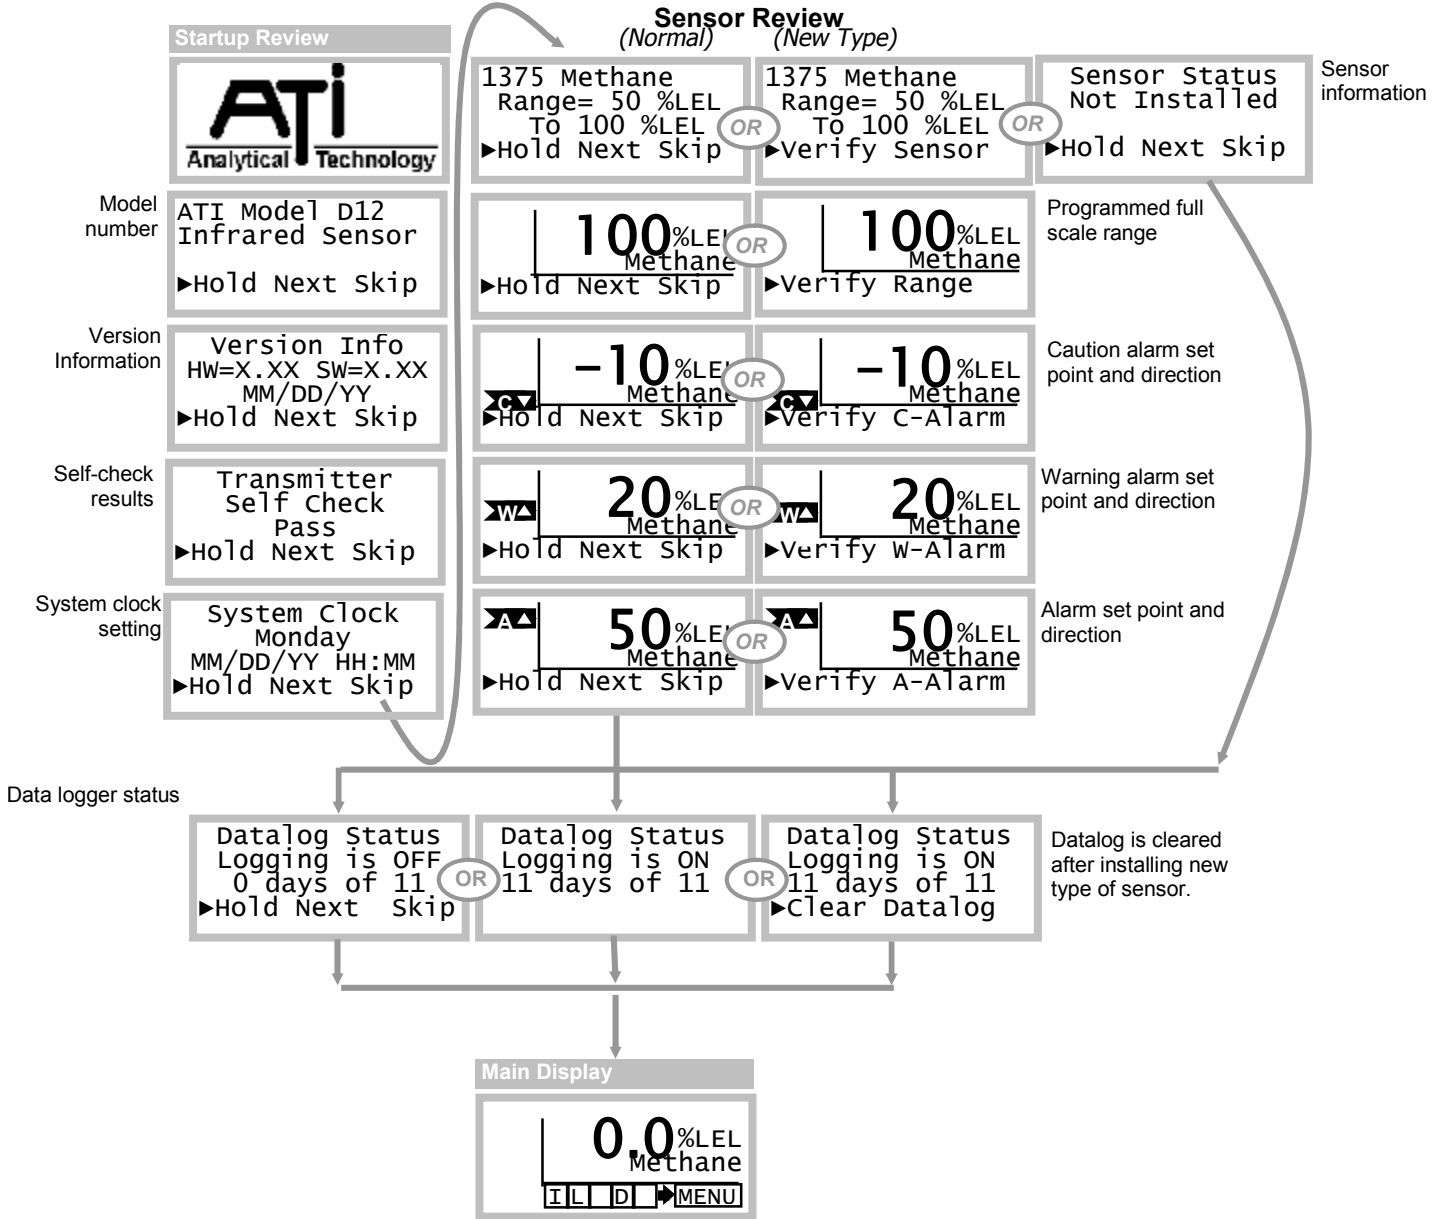 Sensor Review
(Normal)
(New Type)
Startup Review
ATi
Analytical Technology
Model
number
ATI Model D12
Infrared Sensor
▶Hold Next Skip
Version
Information
Version Info
HW=X.XX SW=X.XX
MM/DD/YY
▶Hold Next Skip
Self-check
results
Transmitter
Self Check
Pass
▶Hold Next Skip
System clock
setting
System Clock
Monday
MM/DD/YY HH:MM
▶Hold Next Skip
1375 Methane
Range= 50 %LEL
To 100 %LEL
▶Hold Next Skip
OR
1375 Methane
Range= 50 %LEL
To 100 %LEL
▶Verify Sensor
OR
Sensor Status
Not Installed
▶Hold Next Skip
Sensor
information
100%LEL
Methane
▶Hold Next Skip
OR
100%LEL
Methane
▶Verify Range
Programmed full
scale range
-10%LEL
Methane
C▽
▶Hold Next Skip
OR
-10%LEL
Methane
C▽
▶Verify C-Alarm
Caution alarm set
point and direction
20%LEL
W△
Methane
▶Hold Next Skip
OR
20%LEL
W△
Methane
▶Verify W-Alarm
Warning alarm set
point and direction
A△
50%LEL
Methane
▶Hold Next Skip
OR
A△
50%LEL
Methane
▶Verify A-Alarm
Alarm set point and
direction
Data logger status
Datalog Status
Logging is OFF
0 days of 11
▶Hold Next Skip
OR
Datalog Status
Logging is ON
11 days of 11
OR
Datalog Status
Logging is ON
11 days of 11
▶Clear Datalog
Datalog is cleared
after installing new
type of sensor.
Main Display
0.0%LEL
Methane
I L D ➡MENU